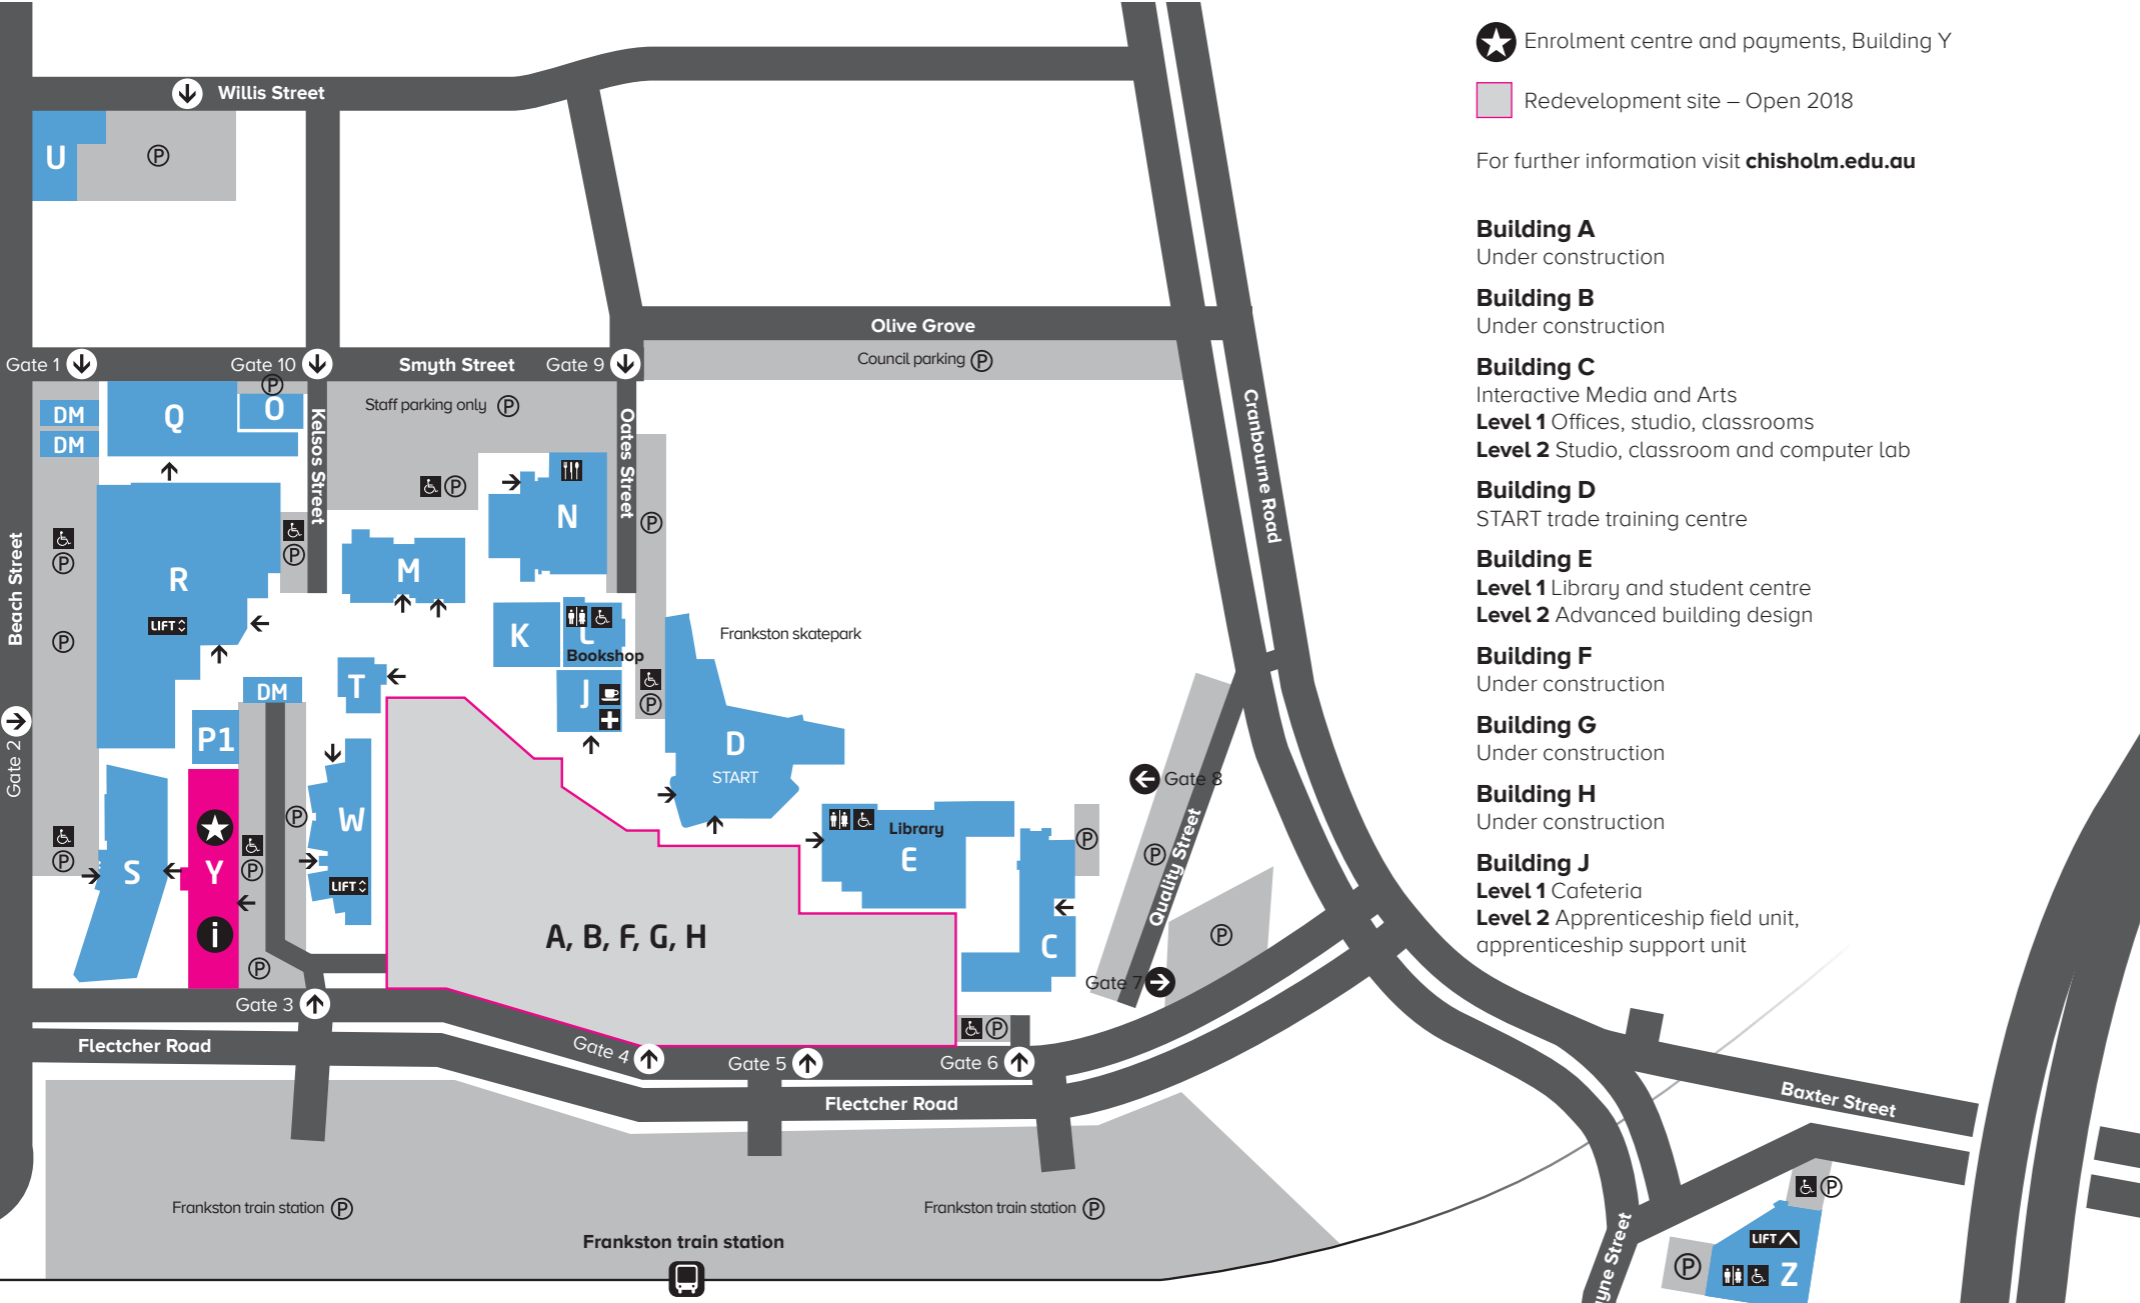 Willis Street
U
P
Olive Grove
Council parking P
Gate 1
Gate 10
Smyth Street
Gate 9
P
DM
DM
Q
O
Kelsos Street
Staff parking only P
Oates Street
P
N
P
Cranbourne Road
Beach Street
P
P
R
LIFT
P
M
K
L
Bookshop
Frankston skatepark
T
DM
J
P
Gate 2
P1
D
START
Gate 8
W
P
P
S
Y
P
i
LIFT
Library
E
P
P
Quality Street
A, B, F, G, H
C
P
P
Gate 7
Gate 3
P
Flectcher Road
Gate 4
Gate 5
Gate 6
Flectcher Road
Frankston train station P
Frankston train station P
Frankston train station
Baxter Street
yne Street
P
LIFT
P
Z
Enrolment centre and payments, Building Y
Redevelopment site – Open 2018
For further information visit chisholm.edu.au
Building A
Under construction
Building B
Under construction
Building C
Interactive Media and Arts
Level 1 Offices, studio, classrooms
Level 2 Studio, classroom and computer lab
Building D
START trade training centre
Building E
Level 1 Library and student centre
Level 2 Advanced building design
Building F
Under construction
Building G
Under construction
Building H
Under construction
Building J
Level 1 Cafeteria
Level 2 Apprenticeship field unit,
apprenticeship support unit